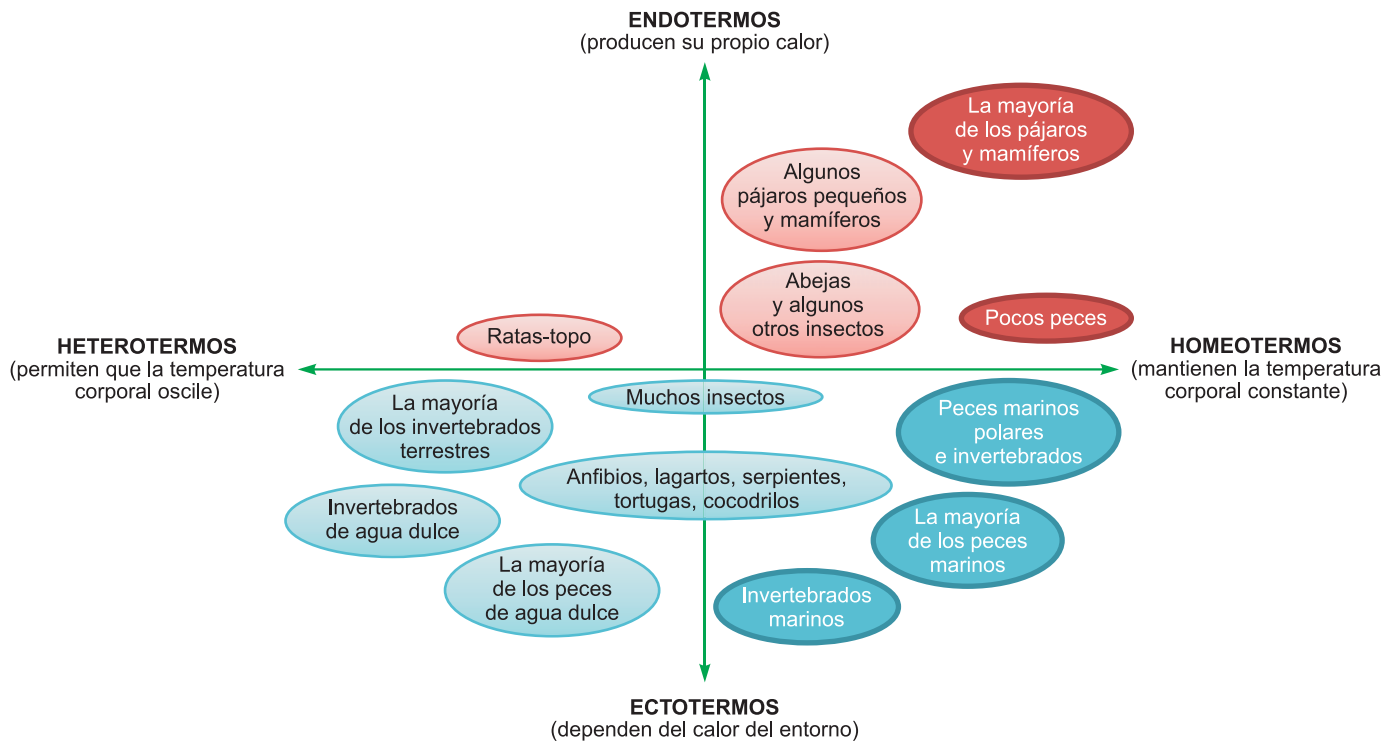 ENDOTERMOS
(producen su propio calor)
La mayoría
de los pájaros
y mamíferos
Algunos
pájaros pequeños
y mamíferos
Abejas
y algunos
otros insectos
Pocos peces
Ratas-topo
HETEROTERMOS
(permiten que la temperatura
corporal oscile)
HOMEOTERMOS
(mantienen la temperatura
corporal constante)
Muchos insectos
La mayoría
de los invertebrados
terrestres
Peces marinos
polares
e invertebrados
Anfibios, lagartos, serpientes,
tortugas, cocodrilos
Invertebrados
de agua dulce
La mayoría
de los peces
marinos
La mayoría
de los peces
de agua dulce
Invertebrados
marinos
ECTOTERMOS
(dependen del calor del entorno)